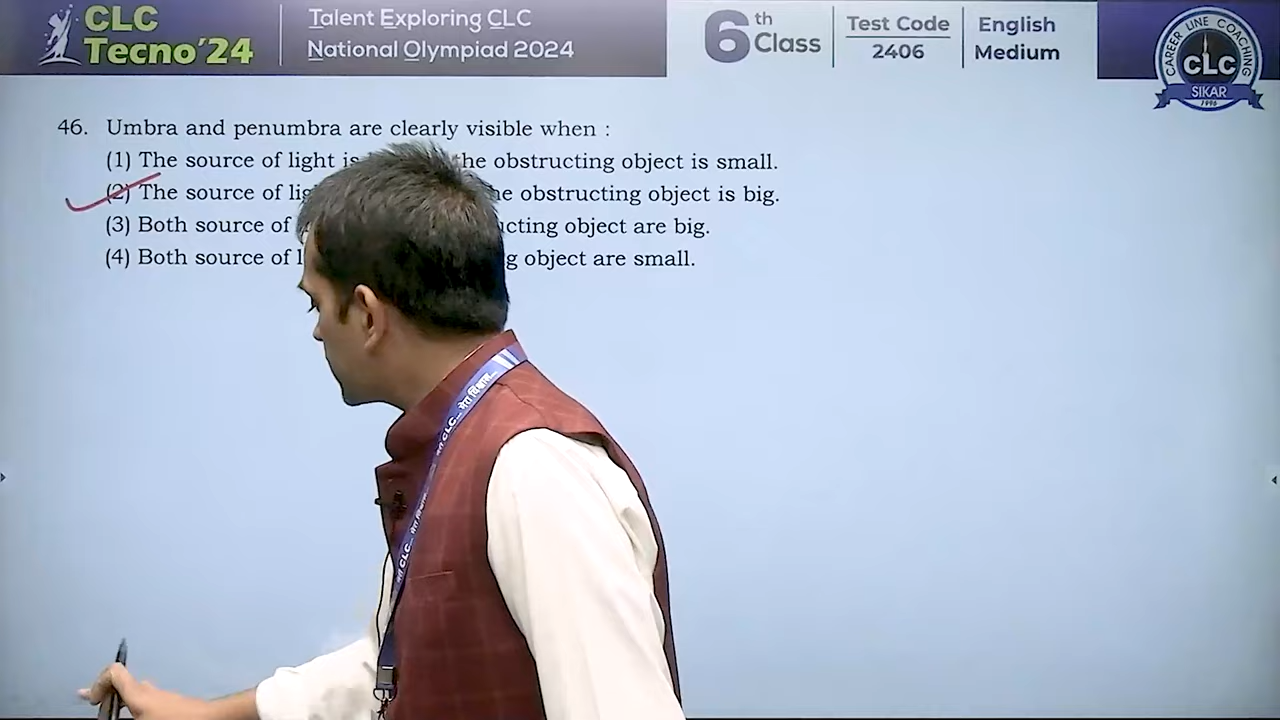 CLC
Tecno'24
Talent Exploring CLC
National Olympiad 2024
6th Class
Test Code
2406
English
Medium
CAREER LINE COACHING
CLC
SIKAR
1996
46. Umbra and penumbra are clearly visible when :
(1) The source of light is the obstructing object is small.
(2) The source of obstructing object is big.
(3) Both source of object are big.
(4) Both source of object are small.
CLC
CLC